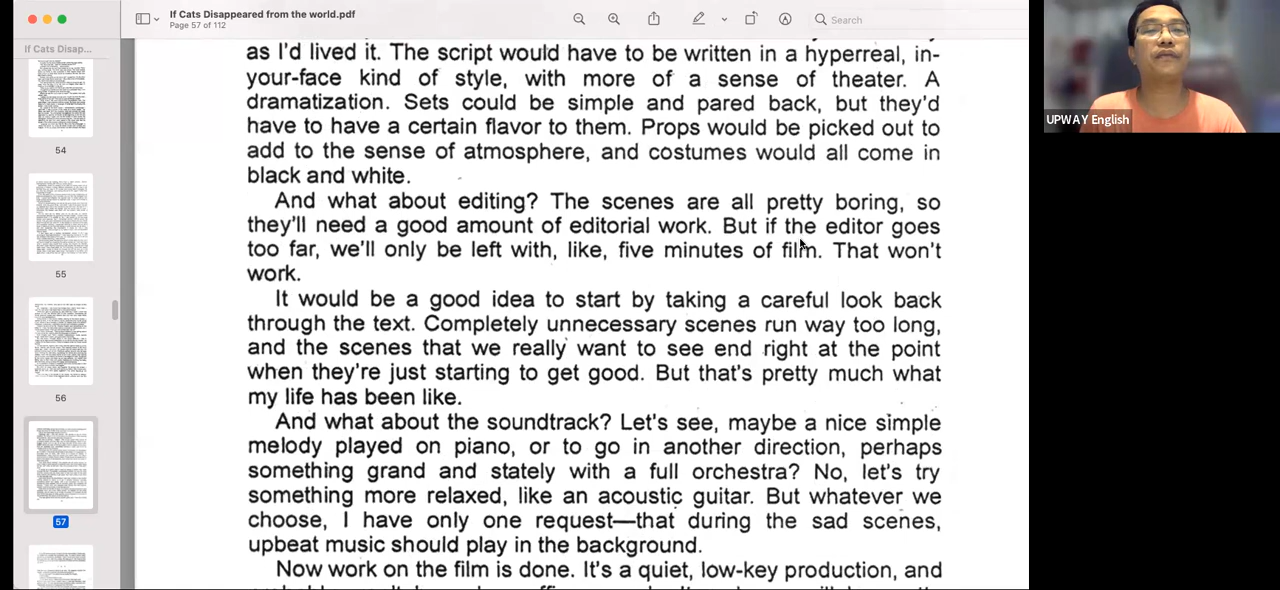 If Cats Disappeared from the world.pdf
Page 57 of 112
Search
If Cats Disap...
54
55
56
57
as I'd lived it. The script would have to be written in a hyperreal, in-
your-face kind of style, with more of a sense of theater. A
dramatization. Sets could be simple and pared back, but they'd
have to have a certain flavor to them. Props would be picked out to
add to the sense of atmosphere, and costumes would all come in
black and white.
And what about editing? The scenes are all pretty boring, so
they'll need a good amount of editorial work. But if the editor goes
too far, we'll only be left with, like, five minutes of film. That won't
work.
It would be a good idea to start by taking a careful look back
through the text. Completely unnecessary scenes run way too long,
and the scenes that we really want to see end right at the point
when they're just starting to get good. But that's pretty much what
my life has been like.
And what about the soundtrack? Let's see, maybe a nice simple
melody played on piano, or to go in another direction, perhaps
something grand and stately with a full orchestra? No, let's try
something more relaxed, like an acoustic guitar. But whatever we
choose, I have only one request—that during the sad scenes,
upbeat music should play in the background.
Now work on the film is done. It's a quiet, low-key production, and
UPWAY English